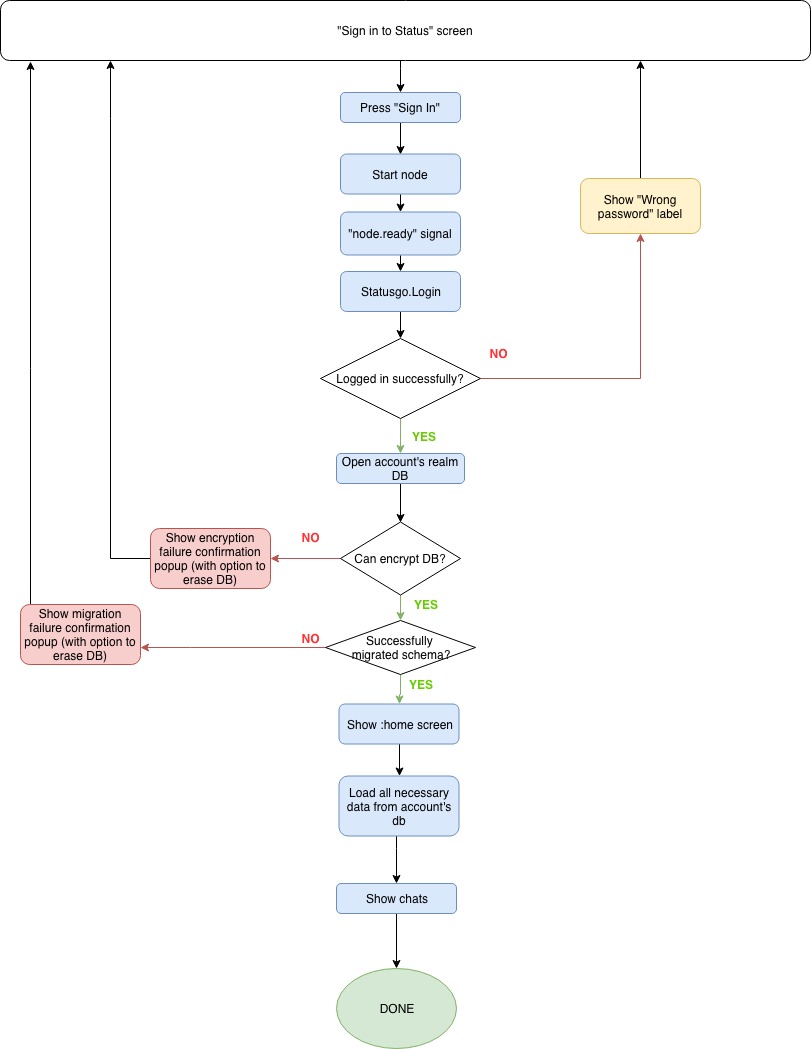 "Sign in to Status" screen
Press "Sign In"
Start node
Show "Wrong
password" label
"node.ready" signal
Statusgo.Login
NO
Logged in successfully?
YES
Open account's realm
DB
NO
Show encryption
failure confirmation
popup (with option to
erase DB)
Can encrypt DB?
YES
Show migration
failure confirmation
popup (with option to
erase DB)
NO
Successfully
migrated schema?
YES
Show :home screen
Load all necessary
data from account's
db
Show chats
DONE